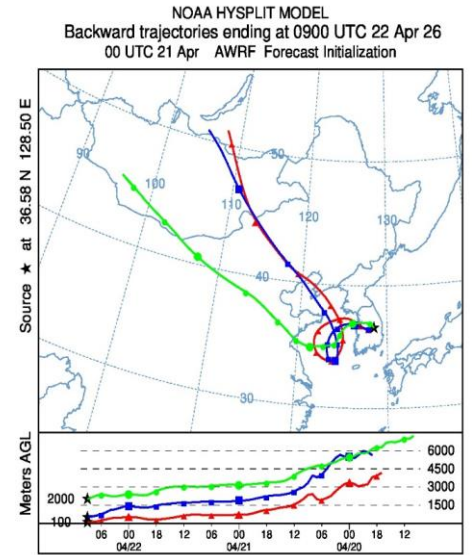 NOAA HYSPLIT MODEL
Backward trajectories ending at 0900 UTC 22 Apr 26
00 UTC 21 Apr AWRF Forecast Initialization
Source ★ at 36.58 N 128.50 E
90
100
110
120
130
50
40
30
Meters AGL
2000
100
6000
4500
3000
1500
06 00 18 12 06 00 18 12 06 00 18 12
04/22 04/21 04/20